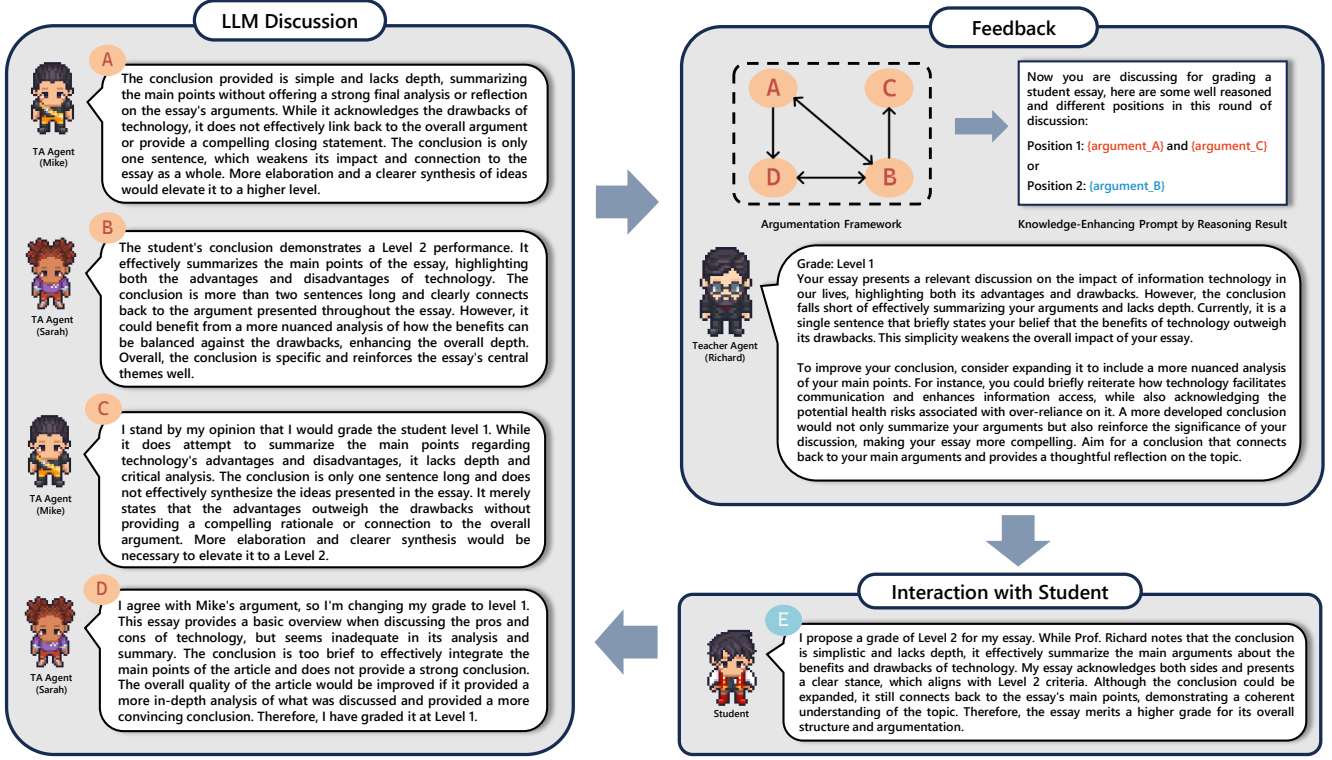 LLM Discussion
A
The conclusion provided is simple and lacks depth, summarizing
the main points without offering a strong final analysis or reflection
on the essay's arguments. While it acknowledges the drawbacks of
technology, it does not effectively link back to the overall argument
or provide a compelling closing statement. The conclusion is only
one sentence, which weakens its impact and connection to the
essay as a whole. More elaboration and a clearer synthesis of ideas
would elevate it to a higher level.
TA Agent
(Mike)
B
The student's conclusion demonstrates a Level 2 performance. It
effectively summarizes the main points of the essay, highlighting
both the advantages and disadvantages of technology. The
conclusion is more than two sentences long and clearly connects
back to the argument presented throughout the essay. However, it
could benefit from a more nuanced analysis of how the benefits can
be balanced against the drawbacks, enhancing the overall depth.
Overall, the conclusion is specific and reinforces the essay's central
themes well.
TA Agent
(Sarah)
C
I stand by my opinion that I would grade the student level 1. While
it does attempt to summarize the main points regarding
technology's advantages and disadvantages, it lacks depth and
critical analysis. The conclusion is only one sentence long and does
not effectively synthesize the ideas presented in the essay. It merely
states that the advantages outweigh the drawbacks without
providing a compelling rationale or connection to the overall
argument. More elaboration and clearer synthesis would be
necessary to elevate it to a Level 2.
TA Agent
(Mike)
D
I agree with Mike's argument, so I'm changing my grade to level 1.
This essay provides a basic overview when discussing the pros and
cons of technology, but seems inadequate in its analysis and
summary. The conclusion is too brief to effectively integrate the
main points of the article and does not provide a strong conclusion.
The overall quality of the article would be improved if it provided a
more in-depth analysis of what was discussed and provided a more
convincing conclusion. Therefore, I have graded it at Level 1.
TA Agent
(Sarah)
Feedback
A
C
D
B
Argumentation Framework
Now you are discussing for grading a
student essay, here are some well reasoned
and different positions in this round of
discussion:
Position 1: {argument_A} and {argument_C}
or
Position 2: {argument_B}
Knowledge-Enhancing Prompt by Reasoning Result
Grade: Level 1
Your essay presents a relevant discussion on the impact of information technology in
our lives, highlighting both its advantages and drawbacks. However, the conclusion
falls short of effectively summarizing your arguments and lacks depth. Currently, it is a
single sentence that briefly states your belief that the benefits of technology outweigh
its drawbacks. This simplicity weakens the overall impact of your essay.
To improve your conclusion, consider expanding it to include a more nuanced analysis
of your main points. For instance, you could briefly reiterate how technology facilitates
communication and enhances information access, while also acknowledging the
potential health risks associated with over-reliance on it. A more developed conclusion
would not only summarize your arguments but also reinforce the significance of your
discussion, making your essay more compelling. Aim for a conclusion that connects
back to your main arguments and provides a thoughtful reflection on the topic.
Teacher Agent
(Richard)
Interaction with Student
E
I propose a grade of Level 2 for my essay. While Prof. Richard notes that the conclusion
is simplistic and lacks depth, it effectively summarize the main arguments about the
benefits and drawbacks of technology. My essay acknowledges both sides and presents
a clear stance, which aligns with Level 2 criteria. Although the conclusion could be
expanded, it still connects back to the essay's main points, demonstrating a coherent
understanding of the topic. Therefore, the essay merits a higher grade for its overall
structure and argumentation.
Student